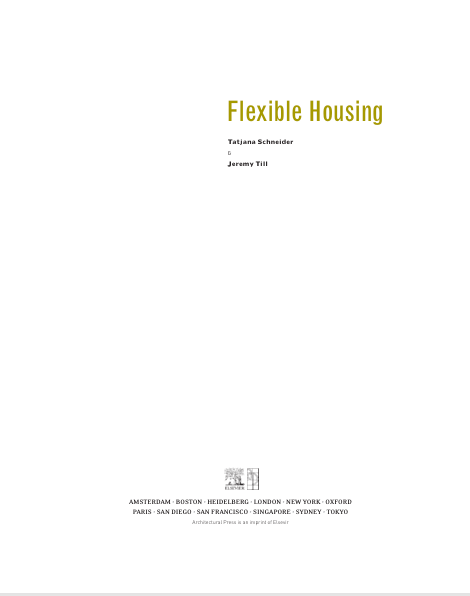 Flexible Housing
Tatjana Schneider
&
Jeremy Till
ELSEVIER
AMSTERDAM · BOSTON · HEIDELBERG · LONDON · NEW YORK · OXFORD
PARIS · SAN DIEGO · SAN FRANCISCO · SINGAPORE · SYDNEY · TOKYO
Architectural Press is an imprint of Elsevier